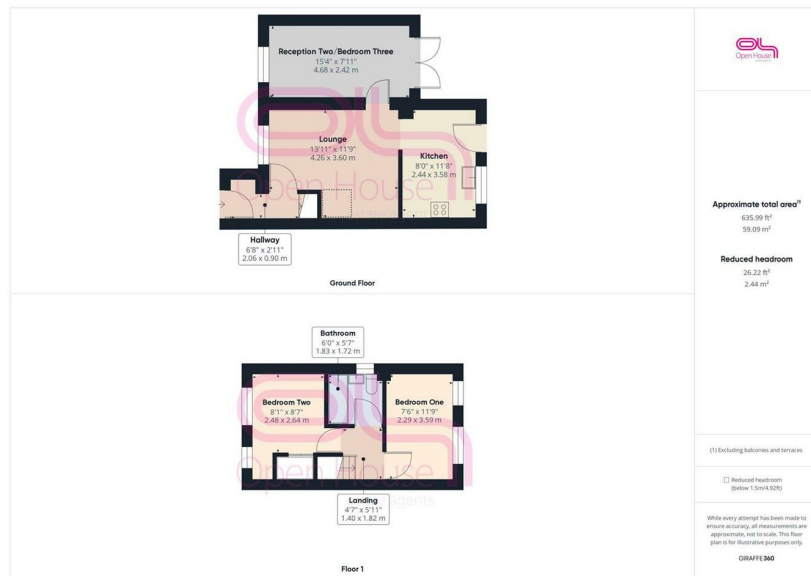 Reception Two/Bedroom Three
15'4" x 7'11"
4.68 x 2.42 m
Lounge
13'11" x 11'9"
4.26 x 3.60 m
Kitchen
8'0" x 11'8"
2.44 x 3.58 m
Hallway
6'8" x 2'11"
2.06 x 0.90 m
Open House
Ground Floor
Bathroom
6'0" x 5'7"
1.83 x 1.72 m
Bedroom Two
8'1" x 8'7"
2.48 x 2.64 m
Bedroom One
7'6" x 11'9"
2.29 x 3.59 m
Open House
agents
Landing
4'7" x 5'11"
1.40 x 1.82 m
Floor 1
Open House
Approximate total area(1)
635.99 ft²
59.09 m²
Reduced headroom
26.22 ft²
2.44 m²
(1) Excluding balconies and terraces
Reduced headroom
(below 1.5m/4.92ft)
While every attempt has been made to
ensure accuracy, all measurements are
approximate, not to scale. This floor
plan is for illustrative purposes only.
GIRAFFE360